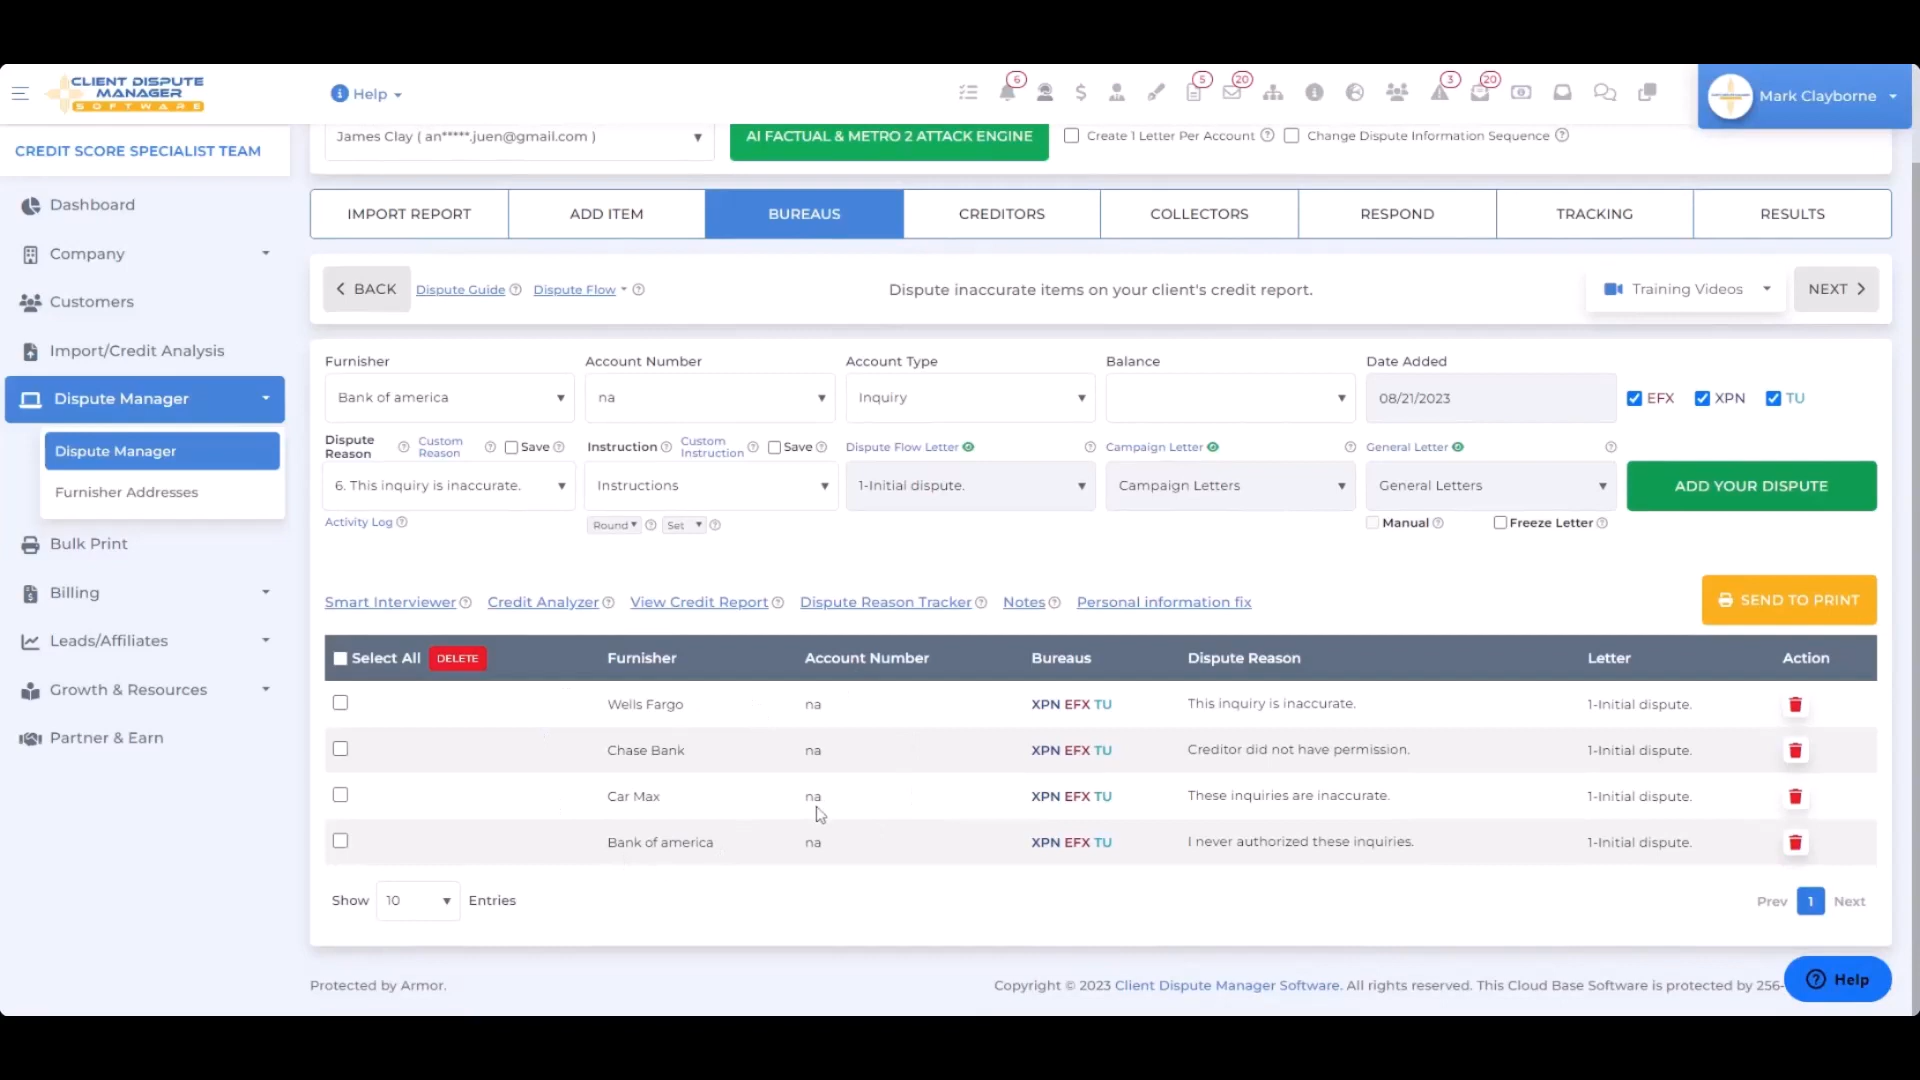 CLIENT DISPUTE
MANAGER
SOFTWARE
Help
6
5
20
3
20
Mark Clayborne
CREDIT SCORE SPECIALIST TEAM
James Clay ( an*****.juen@gmail.com )
AI FACTUAL & METRO 2 ATTACK ENGINE
Create 1 Letter Per Account
Change Dispute Information Sequence
Dashboard
Company
Customers
Import/Credit Analysis
Dispute Manager
Dispute Manager
Furnisher Addresses
Bulk Print
Billing
Leads/Affiliates
Growth & Resources
Partner & Earn
IMPORT REPORT
ADD ITEM
BUREAUS
CREDITORS
COLLECTORS
RESPOND
TRACKING
RESULTS
BACK
Dispute Guide
Dispute Flow
Dispute inaccurate items on your client's credit report.
Training Videos
NEXT
Furnisher
Account Number
Account Type
Balance
Date Added
Bank of america
na
Inquiry
08/21/2023
EFX
XPN
TU
Dispute
Reason
Custom
Reason
Save
Instruction
Custom
Instruction
Save
Dispute Flow Letter
Campaign Letter
General Letter
6. This inquiry is inaccurate.
Instructions
1-Initial dispute.
Campaign Letters
General Letters
ADD YOUR DISPUTE
Activity Log
Round
Set
Manual
Freeze Letter
Smart Interviewer
Credit Analyzer
View Credit Report
Dispute Reason Tracker
Notes
Personal information fix
SEND TO PRINT
Select All DELETE Furnisher Account Number Bureaus Dispute Reason Letter Action
Wells Fargo na XPN EFX TU This inquiry is inaccurate. 1-Initial dispute.
Chase Bank na XPN EFX TU Creditor did not have permission. 1-Initial dispute.
Car Max na XPN EFX TU These inquiries are inaccurate. 1-Initial dispute.
Bank of america na XPN EFX TU I never authorized these inquiries. 1-Initial dispute.
Show 10 Entries
Prev 1 Next
Protected by Armor.
Copyright © 2023 Client Dispute Manager Software. All rights reserved. This Cloud Base Software is protected by 256-
Help